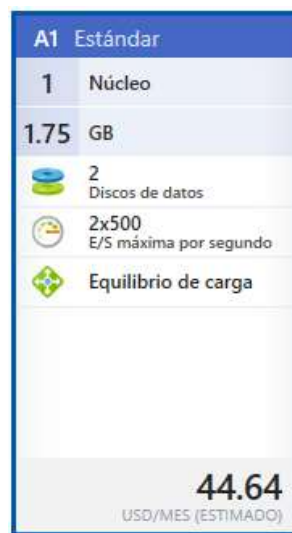 A1 Estándar
1 Núcleo
1.75 GB
2
Discos de datos
2x500
E/S máxima por segundo
Equilibrio de carga
44.64
USD/MES (ESTIMADO)